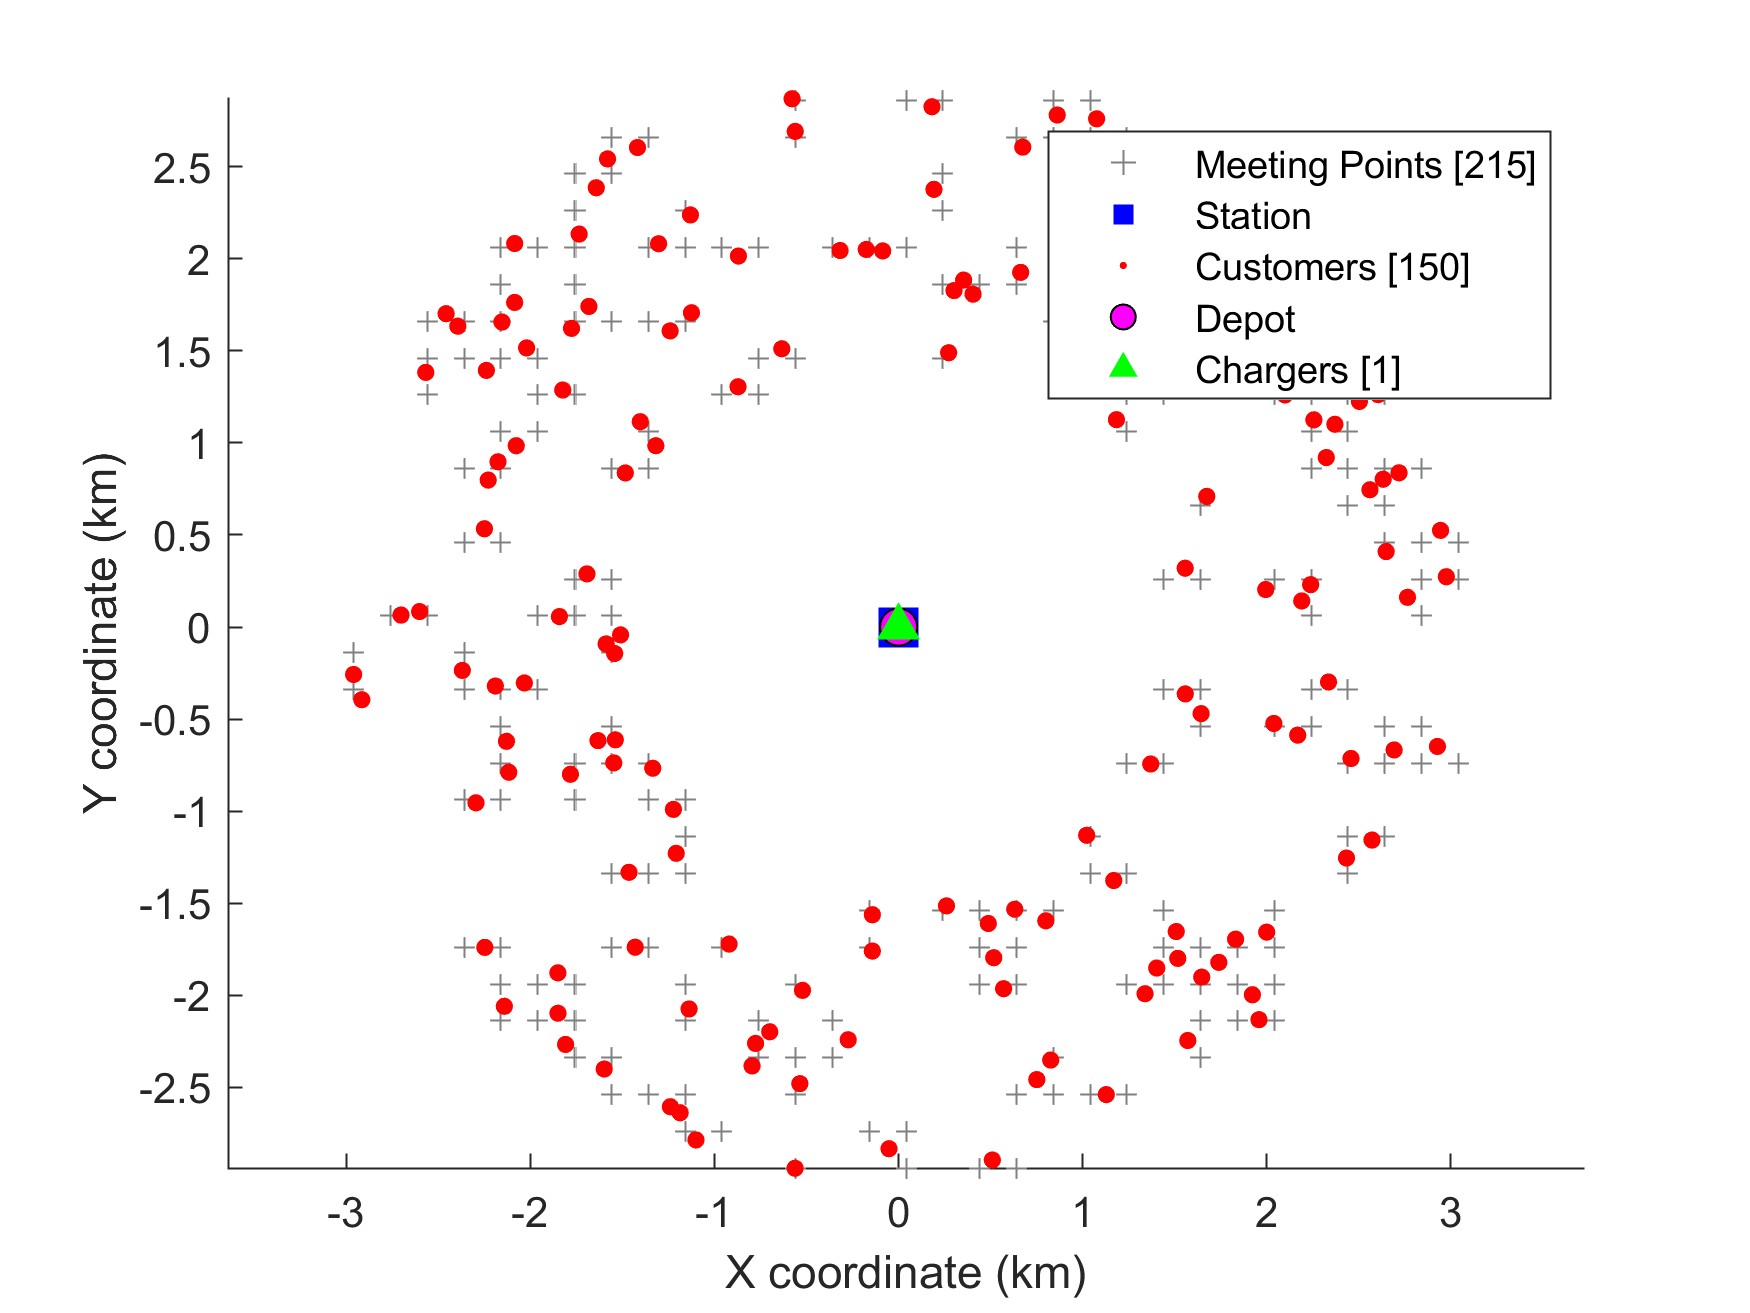 Meeting Points [215]
Station
Customers [150]
Depot
Chargers [1]
2.5
2
1.5
1
0.5
0
-0.5
-1
-1.5
-2
-2.5
Y coordinate (km)
-3 -2 -1 0 1 2 3
X coordinate (km)